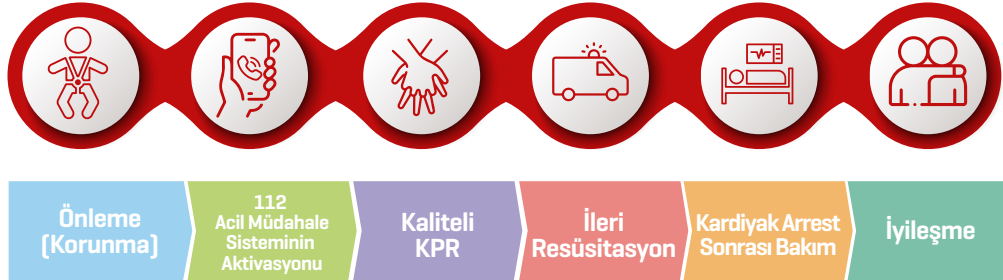 Önleme
(Korunma)
112
Acil Müdahale
Sisteminin
Aktivasyonu
Kaliteli
KPR
İleri
Resüsitasyon
Kardiyak Arrest
Sonrası Bakım
İyileşme